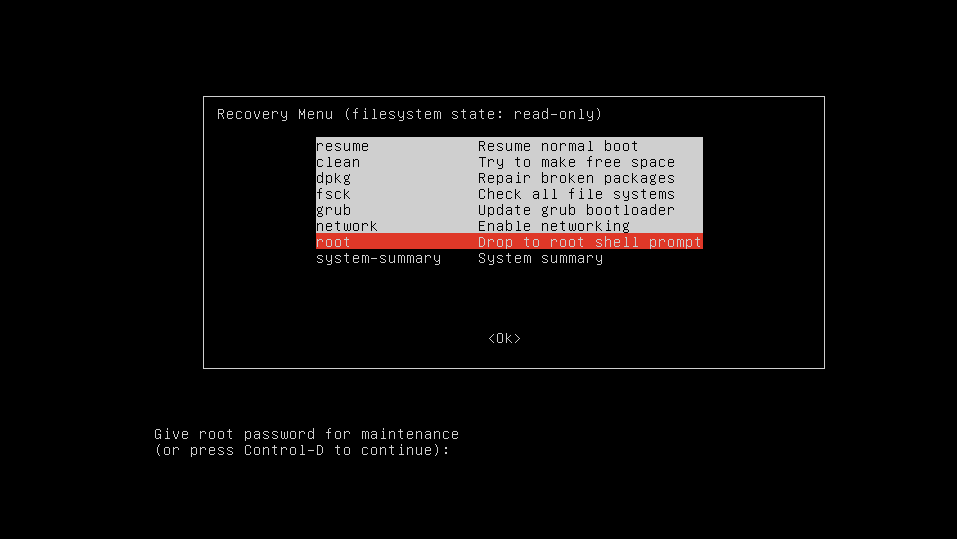 Recovery Menu (filesystem state: read-only)
resume Resume normal boot
clean Try to make free space
dpkg Repair broken packages
fsck Check all file systems
grub Update grub bootloader
network Enable networking
root Drop to root shell prompt
system-summary System summary
<Ok>
Give root password for maintenance
(or press Control-D to continue):